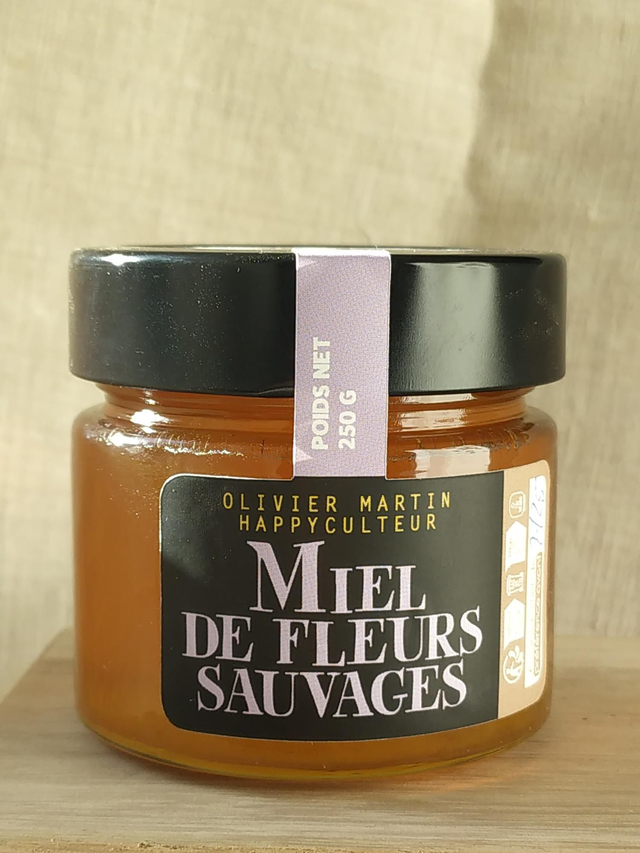 POIDS NET
250 G
OLIVIER MARTIN
HAPPYCULTEUR
MIEL
DE FLEURS
SAUVAGES